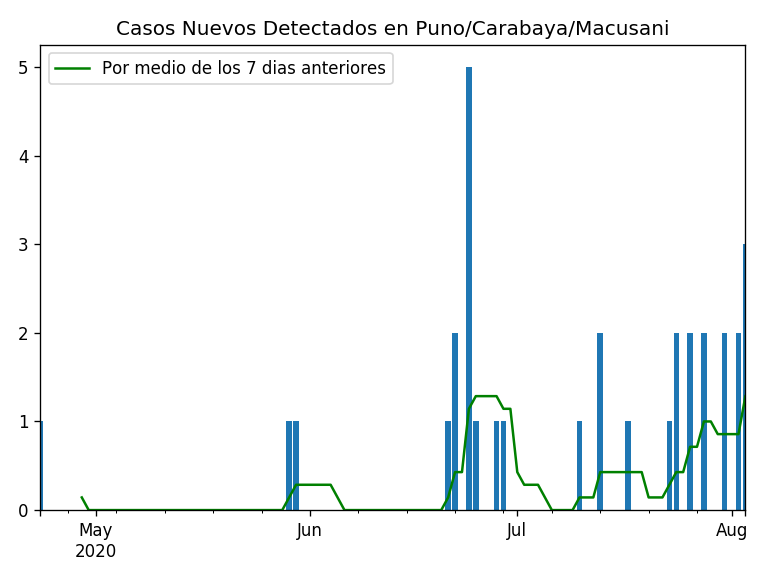 Casos Nuevos Detectados en Puno/Carabaya/Macusani
Por medio de los 7 dias anteriores
5
4
3
2
1
0
May Jun Jul Aug
2020